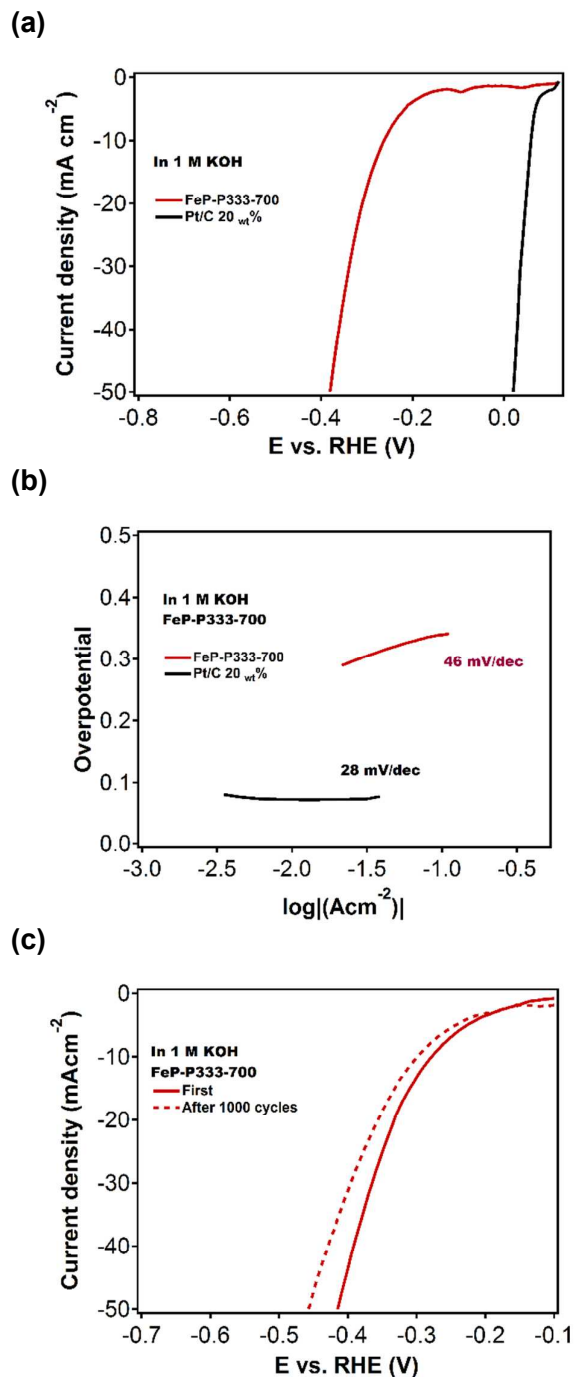 (a)
0
-10
-20
-30
-40
-50
Current density (mA cm-2)
In 1 M KOH
FeP-P333-700
Pt/C 20 wt%
-0.8
-0.6
-0.4
-0.2
0.0
E vs. RHE (V)
(b)
0.5
0.4
0.3
0.2
0.1
0.0
Overpotential
In 1 M KOH
FeP-P333-700
FeP-P333-700
Pt/C 20 wt%
46 mV/dec
28 mV/dec
-3.0
-2.5
-2.0
-1.5
-1.0
-0.5
log|(Acm-2)|
(c)
0
-10
-20
-30
-40
-50
Current density (mAcm-2)
In 1 M KOH
FeP-P333-700
First
After 1000 cycles
-0.7
-0.6
-0.5
-0.4
-0.3
-0.2
-0.1
E vs. RHE (V)